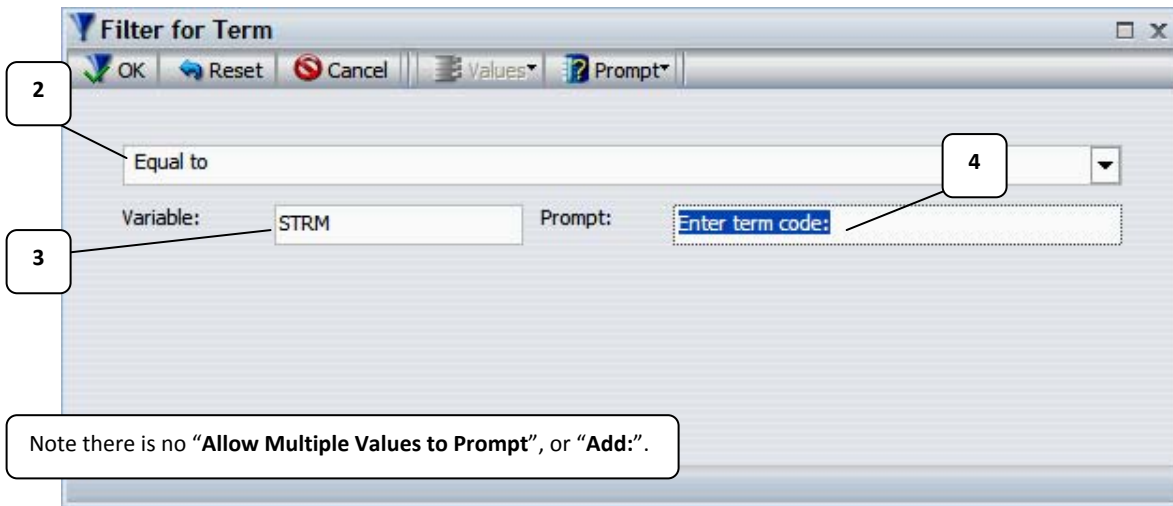 Filter for Term
OK Reset Cancel Values Prompt
2
Equal to
4
Variable: STRM Prompt: Enter term code:
3
Note there is no “Allow Multiple Values to Prompt”, or “Add:”.